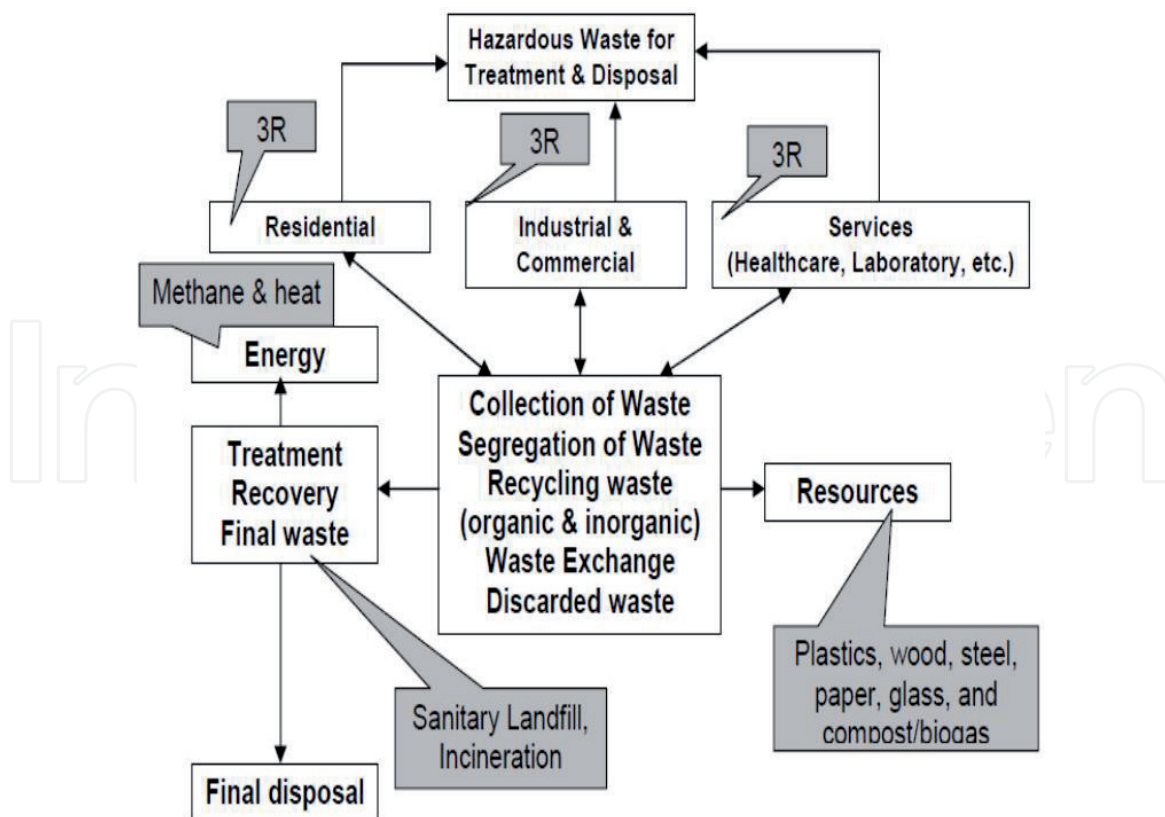 Hazardous Waste for
Treatment & Disposal
3R
3R
3R
Residential
Industrial &
Commercial
Services
(Healthcare, Laboratory, etc.)
Methane & heat
Energy
Collection of Waste
Segregation of Waste
Recycling waste
(organic & inorganic)
Waste Exchange
Discarded waste
Treatment
Recovery
Final waste
Resources
Plastics, wood, steel,
paper, glass, and
compost/biogas
Sanitary Landfill,
Incineration
Final disposal